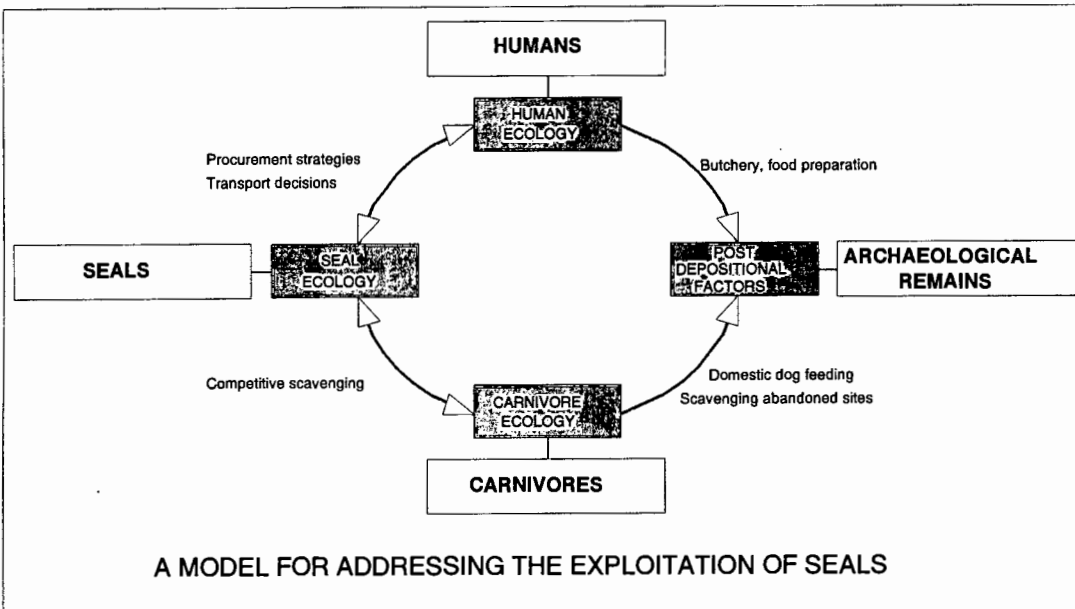 HUMANS
HUMAN
ECOLOGY
Procurement strategies
Transport decisions
Butchery, food preparation
SEALS
SEAL
ECOLOGY
POST
DEPOSITIONAL
FACTORS
ARCHAEOLOGICAL
REMAINS
Competitive scavenging
Domestic dog feeding
Scavenging abandoned sites
CARNIVORE
ECOLOGY
CARNIVORES
A MODEL FOR ADDRESSING THE EXPLOITATION OF SEALS